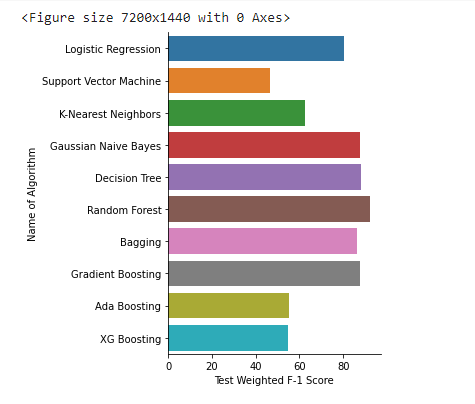 <Figure size 7200x1440 with 0 Axes>
Logistic Regression
Support Vector Machine
K-Nearest Neighbors
Gaussian Naive Bayes
Decision Tree
Random Forest
Bagging
Gradient Boosting
Ada Boosting
XG Boosting
Name of Algorithm
0 20 40 60 80
Test Weighted F-1 Score